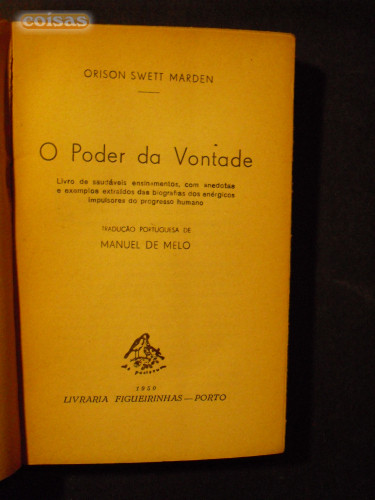 coisas
ORISON SWETT MARDEN
O Poder da Vontade
Livro de saudáveis ensinamentos, com anedotas
e exemplos extraídos das biografias dos enérgicos
impulsores do progresso humano
TRADUÇÃO PORTUGUESA DE
MANUEL DE MELO
1950
LIVRARIA FIGUEIRINHAS — PORTO